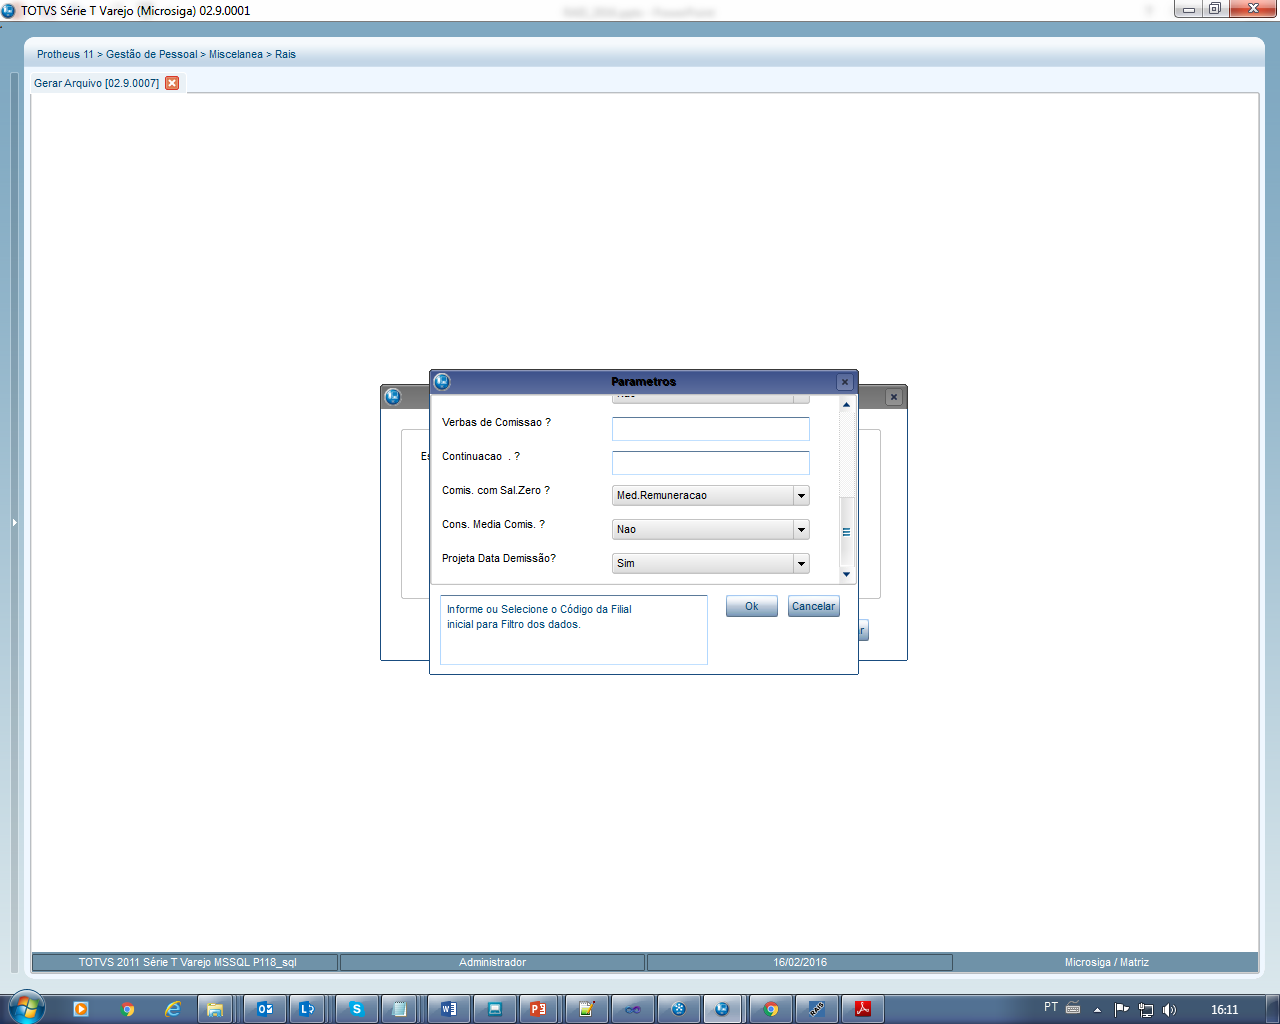 TOTVS Série T Varejo (Microsiga) 02.9.0001
Protheus 11 > Gestão de Pessoal > Miscelanea > Rais
Gerar Arquivo [02.9.0007]
Parametros
Verbas de Comissao ?
Continuacao . ?
Comis. com Sal.Zero ?
Med.Remuneracao
Cons. Media Comis. ?
Nao
Projeta Data Demissão?
Sim
Informe ou Selecione o Código da Filial
inicial para Filtro dos dados.
Ok
Cancelar
TOTVS 2011 Série T Varejo MSSQL P118_sql
Administrador
16/02/2016
Microsiga / Matriz
PT
16:11